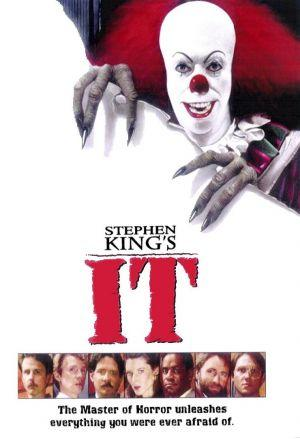 STEPHEN
KING'S
IT
The Master of Horror unleashes
everything you were ever afraid of.